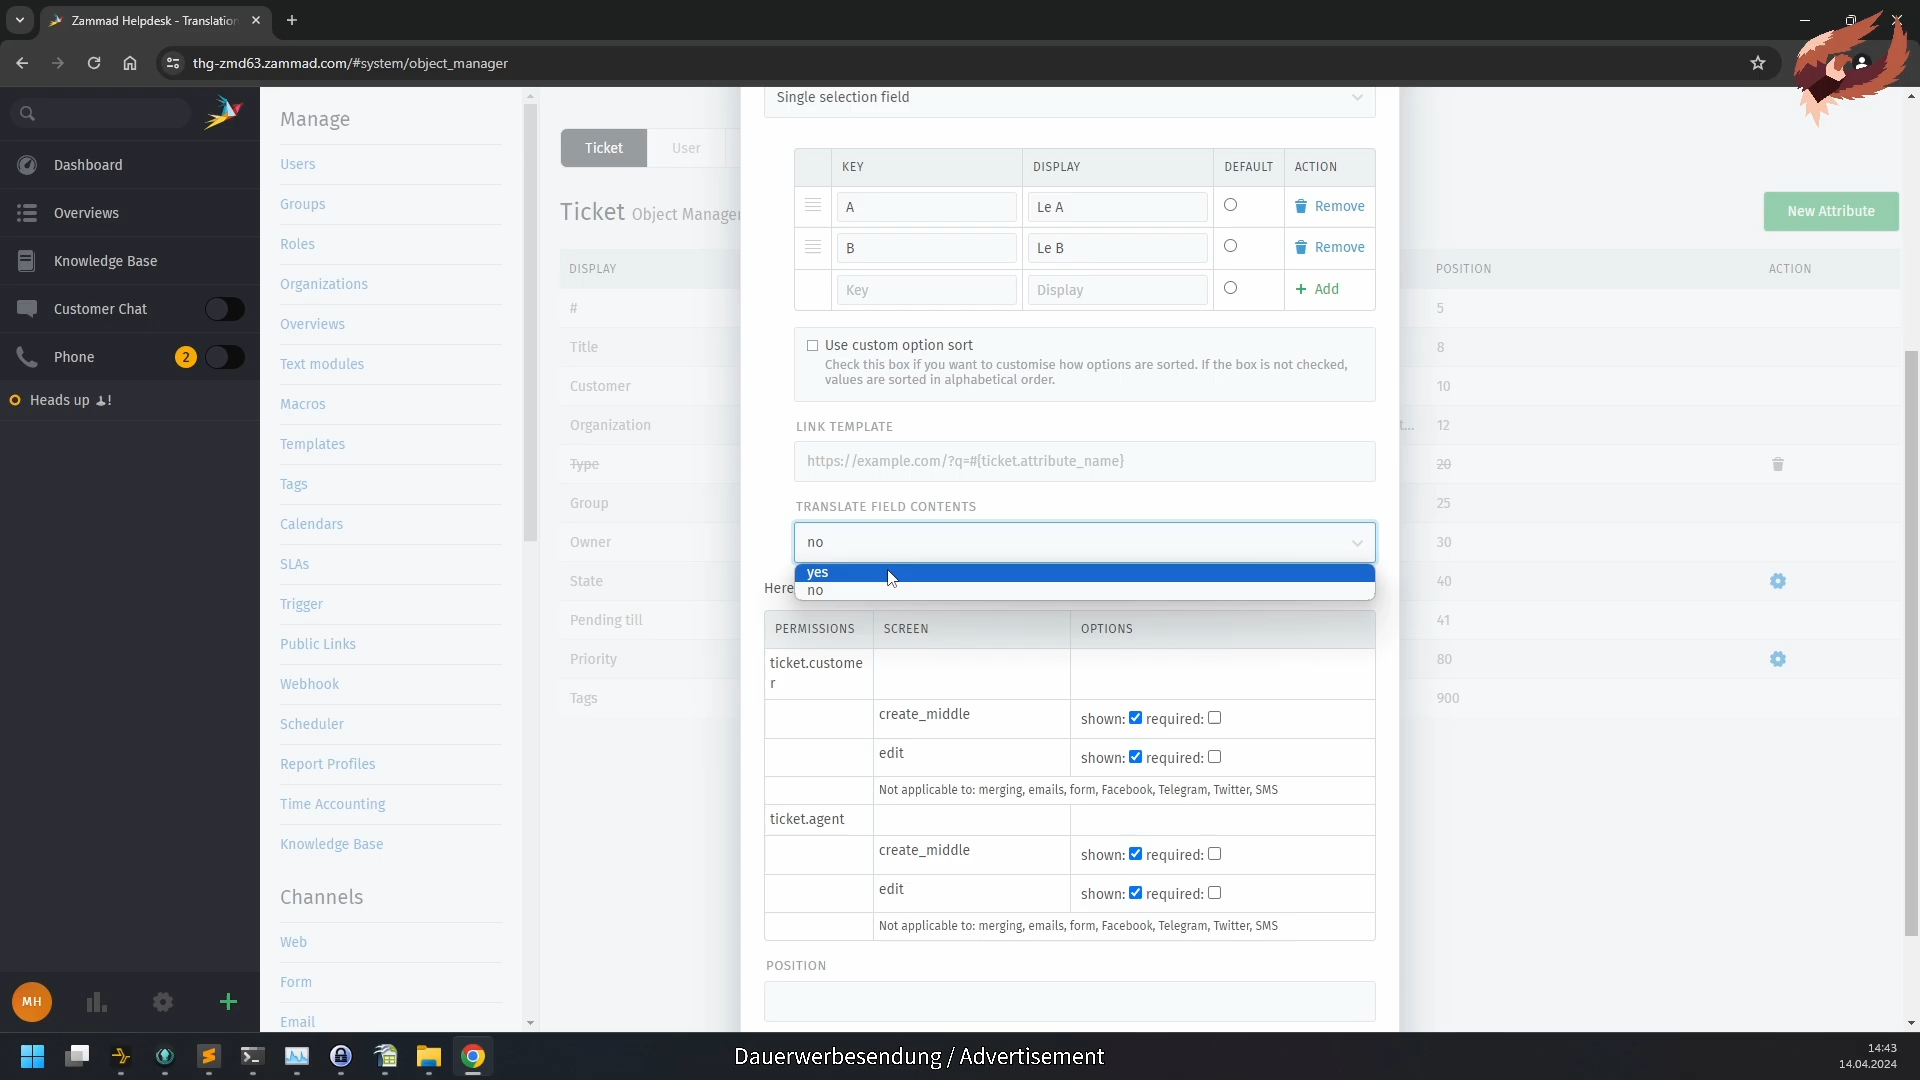 Zammad Helpdesk - Translation
thg-zmd63.zammad.com/#system/object_manager
Dashboard
Overviews
Knowledge Base
Customer Chat
Phone
2
Heads up
!
MH
Manage
Users
Groups
Roles
Organizations
Overviews
Text modules
Macros
Templates
Tags
Calendars
SLAs
Trigger
Public Links
Webhook
Scheduler
Report Profiles
Time Accounting
Knowledge Base
Channels
Web
Form
Email
Ticket
User
Ticket Object Manager
New Attribute
DISPLAY
POSITION
ACTION
#
5
Title
8
Customer
10
Organization
t...
12
Type
20
Group
25
Owner
30
State
40
Pending till
41
Priority
80
Tags
900
Single selection field
KEY
DISPLAY
DEFAULT
ACTION
A
Le A
Remove
B
Le B
Remove
Key
Display
Add
Use custom option sort
Check this box if you want to customise how options are sorted. If the box is not checked,
values are sorted in alphabetical order.
LINK TEMPLATE
https://example.com/?q=#{ticket.attribute_name}
TRANSLATE FIELD CONTENTS
no
yes
no
Here
PERMISSIONS
SCREEN
OPTIONS
ticket.custome
r
create_middle
shown: required:
edit
shown: required:
Not applicable to: merging, emails, form, Facebook, Telegram, Twitter, SMS
ticket.agent
create_middle
shown: required:
edit
shown: required:
Not applicable to: merging, emails, form, Facebook, Telegram, Twitter, SMS
POSITION
Dauerwerbesendung / Advertisement
14:43
14.04.2024